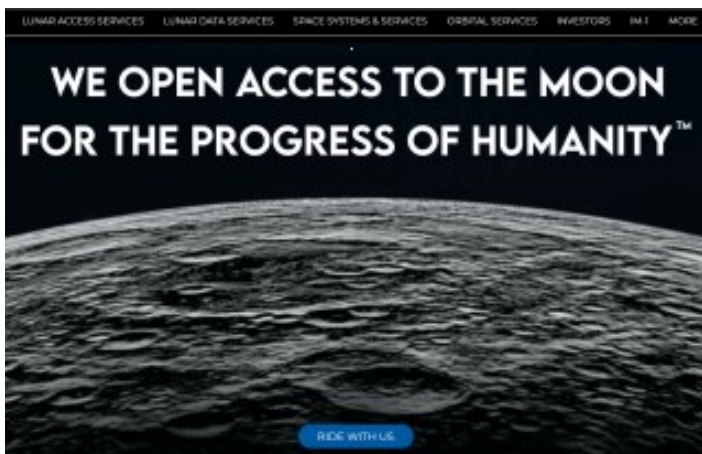 LUNAR ACCESS SERVICES LUNAR DATA SERVICES SPACE SYSTEMS & SERVICES ORBITAL SERVICES INVESTORS IM-1 MORE
WE OPEN ACCESS TO THE MOON
FOR THE PROGRESS OF HUMANITY™
RIDE WITH US